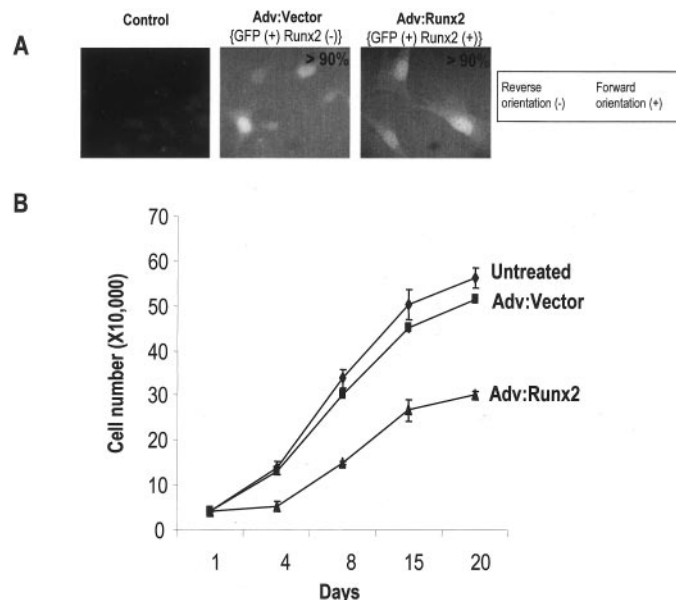 A
Control
Adv:Vector
{GFP (+) Runx2 (-)}
> 90%
Adv:Runx2
{GFP (+) Runx2 (+)}
> 90%
Reverse
orientation (-)
Forward
orientation (+)
B
Cell number (X10,000)
70
60
50
40
30
20
10
0
Untreated
Adv:Vector
Adv:Runx2
1 4 8 15 20
Days